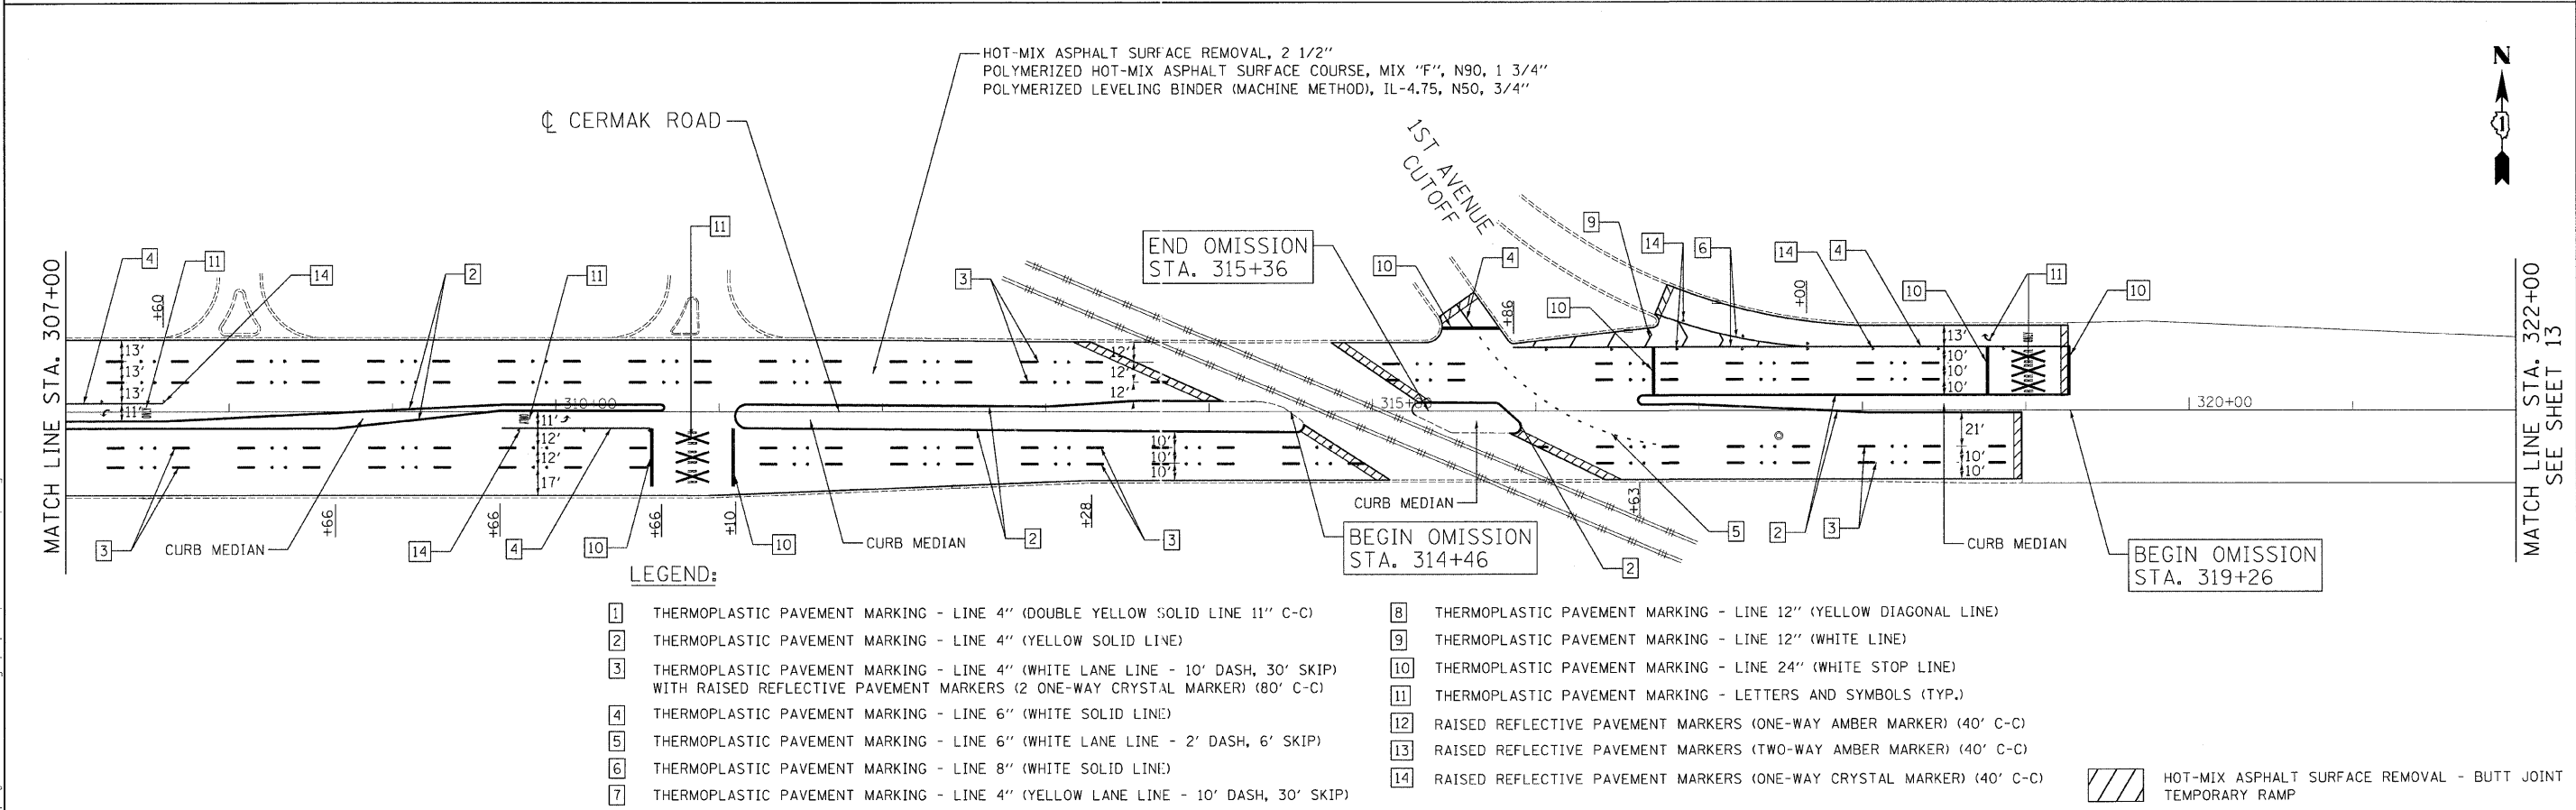 HOT-MIX ASPHALT SURFACE REMOVAL, 2 1/2"
POLYMERIZED HOT-MIX ASPHALT SURFACE COURSE, MIX "F", N90, 1 3/4"
POLYMERIZED LEVELING BINDER (MACHINE METHOD), IL-4.75, N50, 3/4"
N
1
℄ CERMAK ROAD
1ST AVENUE
CUTOFF
END OMISSION
STA. 315+36
MATCH LINE STA. 307+00
4
11
14
2
11
11
3
10
4
9
14
6
14
4
11
10
10
10
+60
+86
+00
13'
13'
13'
11'
12'
12'
12'
13'
10'
10'
10'
310+00
315+00
320+00
11'
12'
12'
17'
10'
10'
10'
21'
10'
10'
+66
+66
+66
+10
+28
+63
3
CURB MEDIAN
14
4
10
10
CURB MEDIAN
2
3
CURB MEDIAN
BEGIN OMISSION
STA. 314+46
2
5
2
3
CURB MEDIAN
BEGIN OMISSION
STA. 319+26
MATCH LINE STA. 322+00
SEE SHEET 13
LEGEND:
1 THERMOPLASTIC PAVEMENT MARKING - LINE 4" (DOUBLE YELLOW SOLID LINE 11" C-C)
2 THERMOPLASTIC PAVEMENT MARKING - LINE 4" (YELLOW SOLID LINE)
3 THERMOPLASTIC PAVEMENT MARKING - LINE 4" (WHITE LANE LINE - 10' DASH, 30' SKIP)
WITH RAISED REFLECTIVE PAVEMENT MARKERS (2 ONE-WAY CRYSTAL MARKER) (80' C-C)
4 THERMOPLASTIC PAVEMENT MARKING - LINE 6" (WHITE SOLID LINE)
5 THERMOPLASTIC PAVEMENT MARKING - LINE 6" (WHITE LANE LINE - 2' DASH, 6' SKIP)
6 THERMOPLASTIC PAVEMENT MARKING - LINE 8" (WHITE SOLID LINE)
7 THERMOPLASTIC PAVEMENT MARKING - LINE 4" (YELLOW LANE LINE - 10' DASH, 30' SKIP)
8 THERMOPLASTIC PAVEMENT MARKING - LINE 12" (YELLOW DIAGONAL LINE)
9 THERMOPLASTIC PAVEMENT MARKING - LINE 12" (WHITE LINE)
10 THERMOPLASTIC PAVEMENT MARKING - LINE 24" (WHITE STOP LINE)
11 THERMOPLASTIC PAVEMENT MARKING - LETTERS AND SYMBOLS (TYP.)
12 RAISED REFLECTIVE PAVEMENT MARKERS (ONE-WAY AMBER MARKER) (40' C-C)
13 RAISED REFLECTIVE PAVEMENT MARKERS (TWO-WAY AMBER MARKER) (40' C-C)
14 RAISED REFLECTIVE PAVEMENT MARKERS (ONE-WAY CRYSTAL MARKER) (40' C-C)
HOT-MIX ASPHALT SURFACE REMOVAL - BUTT JOINT
TEMPORARY RAMP